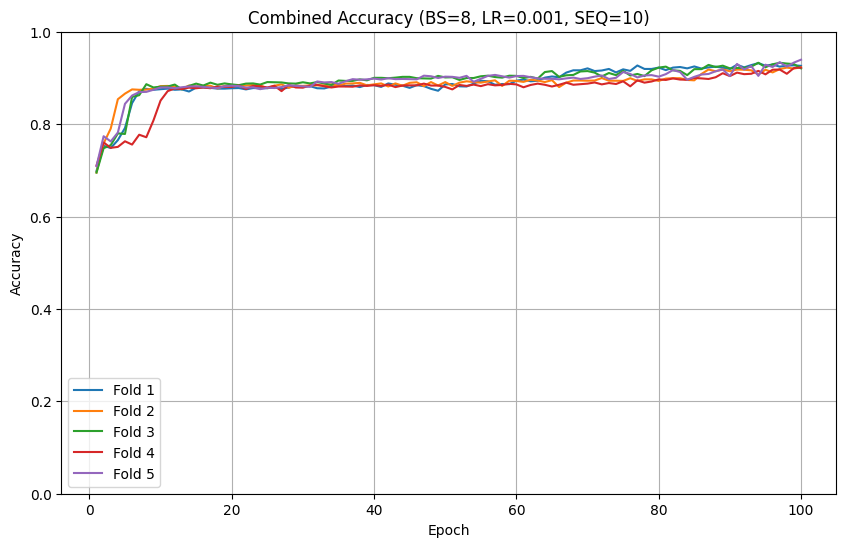 Combined Accuracy (BS=8, LR=0.001, SEQ=10)
1.0
0.8
0.6
0.4
0.2
0.0
Accuracy
Fold 1
Fold 2
Fold 3
Fold 4
Fold 5
0 20 40 60 80 100
Epoch